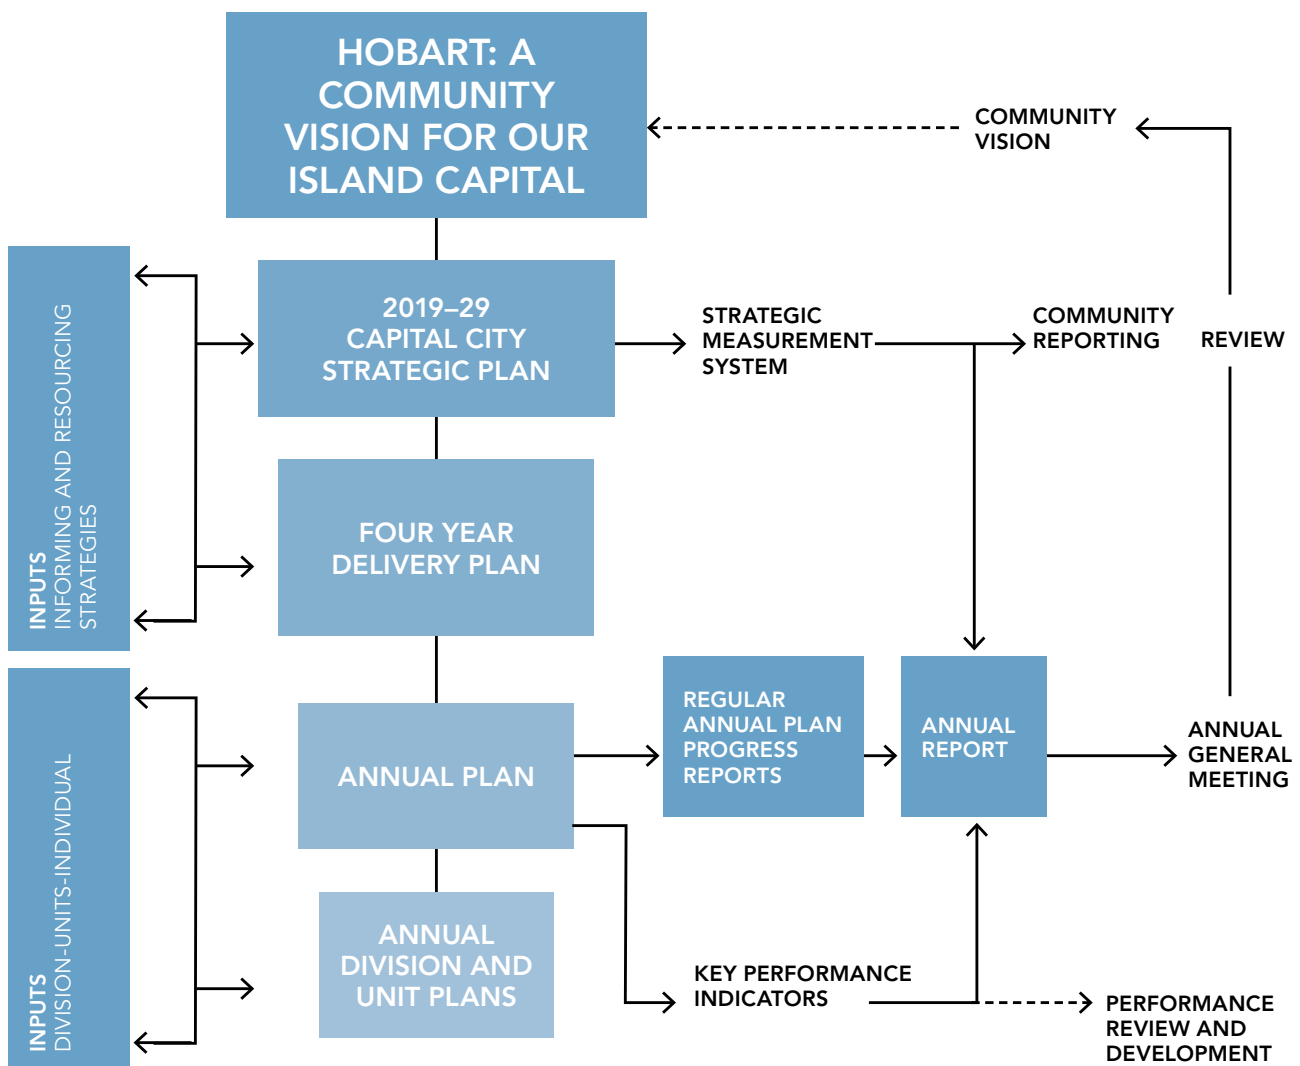 HOBART: A
COMMUNITY
VISION FOR OUR
ISLAND CAPITAL
COMMUNITY
VISION
INPUTS
INFORMING AND RESOURCING
STRATEGIES
2019–29
CAPITAL CITY
STRATEGIC PLAN
STRATEGIC
MEASUREMENT
SYSTEM
COMMUNITY
REPORTING
REVIEW
FOUR YEAR
DELIVERY PLAN
INPUTS
DIVISION-UNITS-INDIVIDUAL
ANNUAL PLAN
REGULAR
ANNUAL PLAN
PROGRESS
REPORTS
ANNUAL
REPORT
ANNUAL
GENERAL
MEETING
ANNUAL
DIVISION AND
UNIT PLANS
KEY PERFORMANCE
INDICATORS
PERFORMANCE
REVIEW AND
DEVELOPMENT